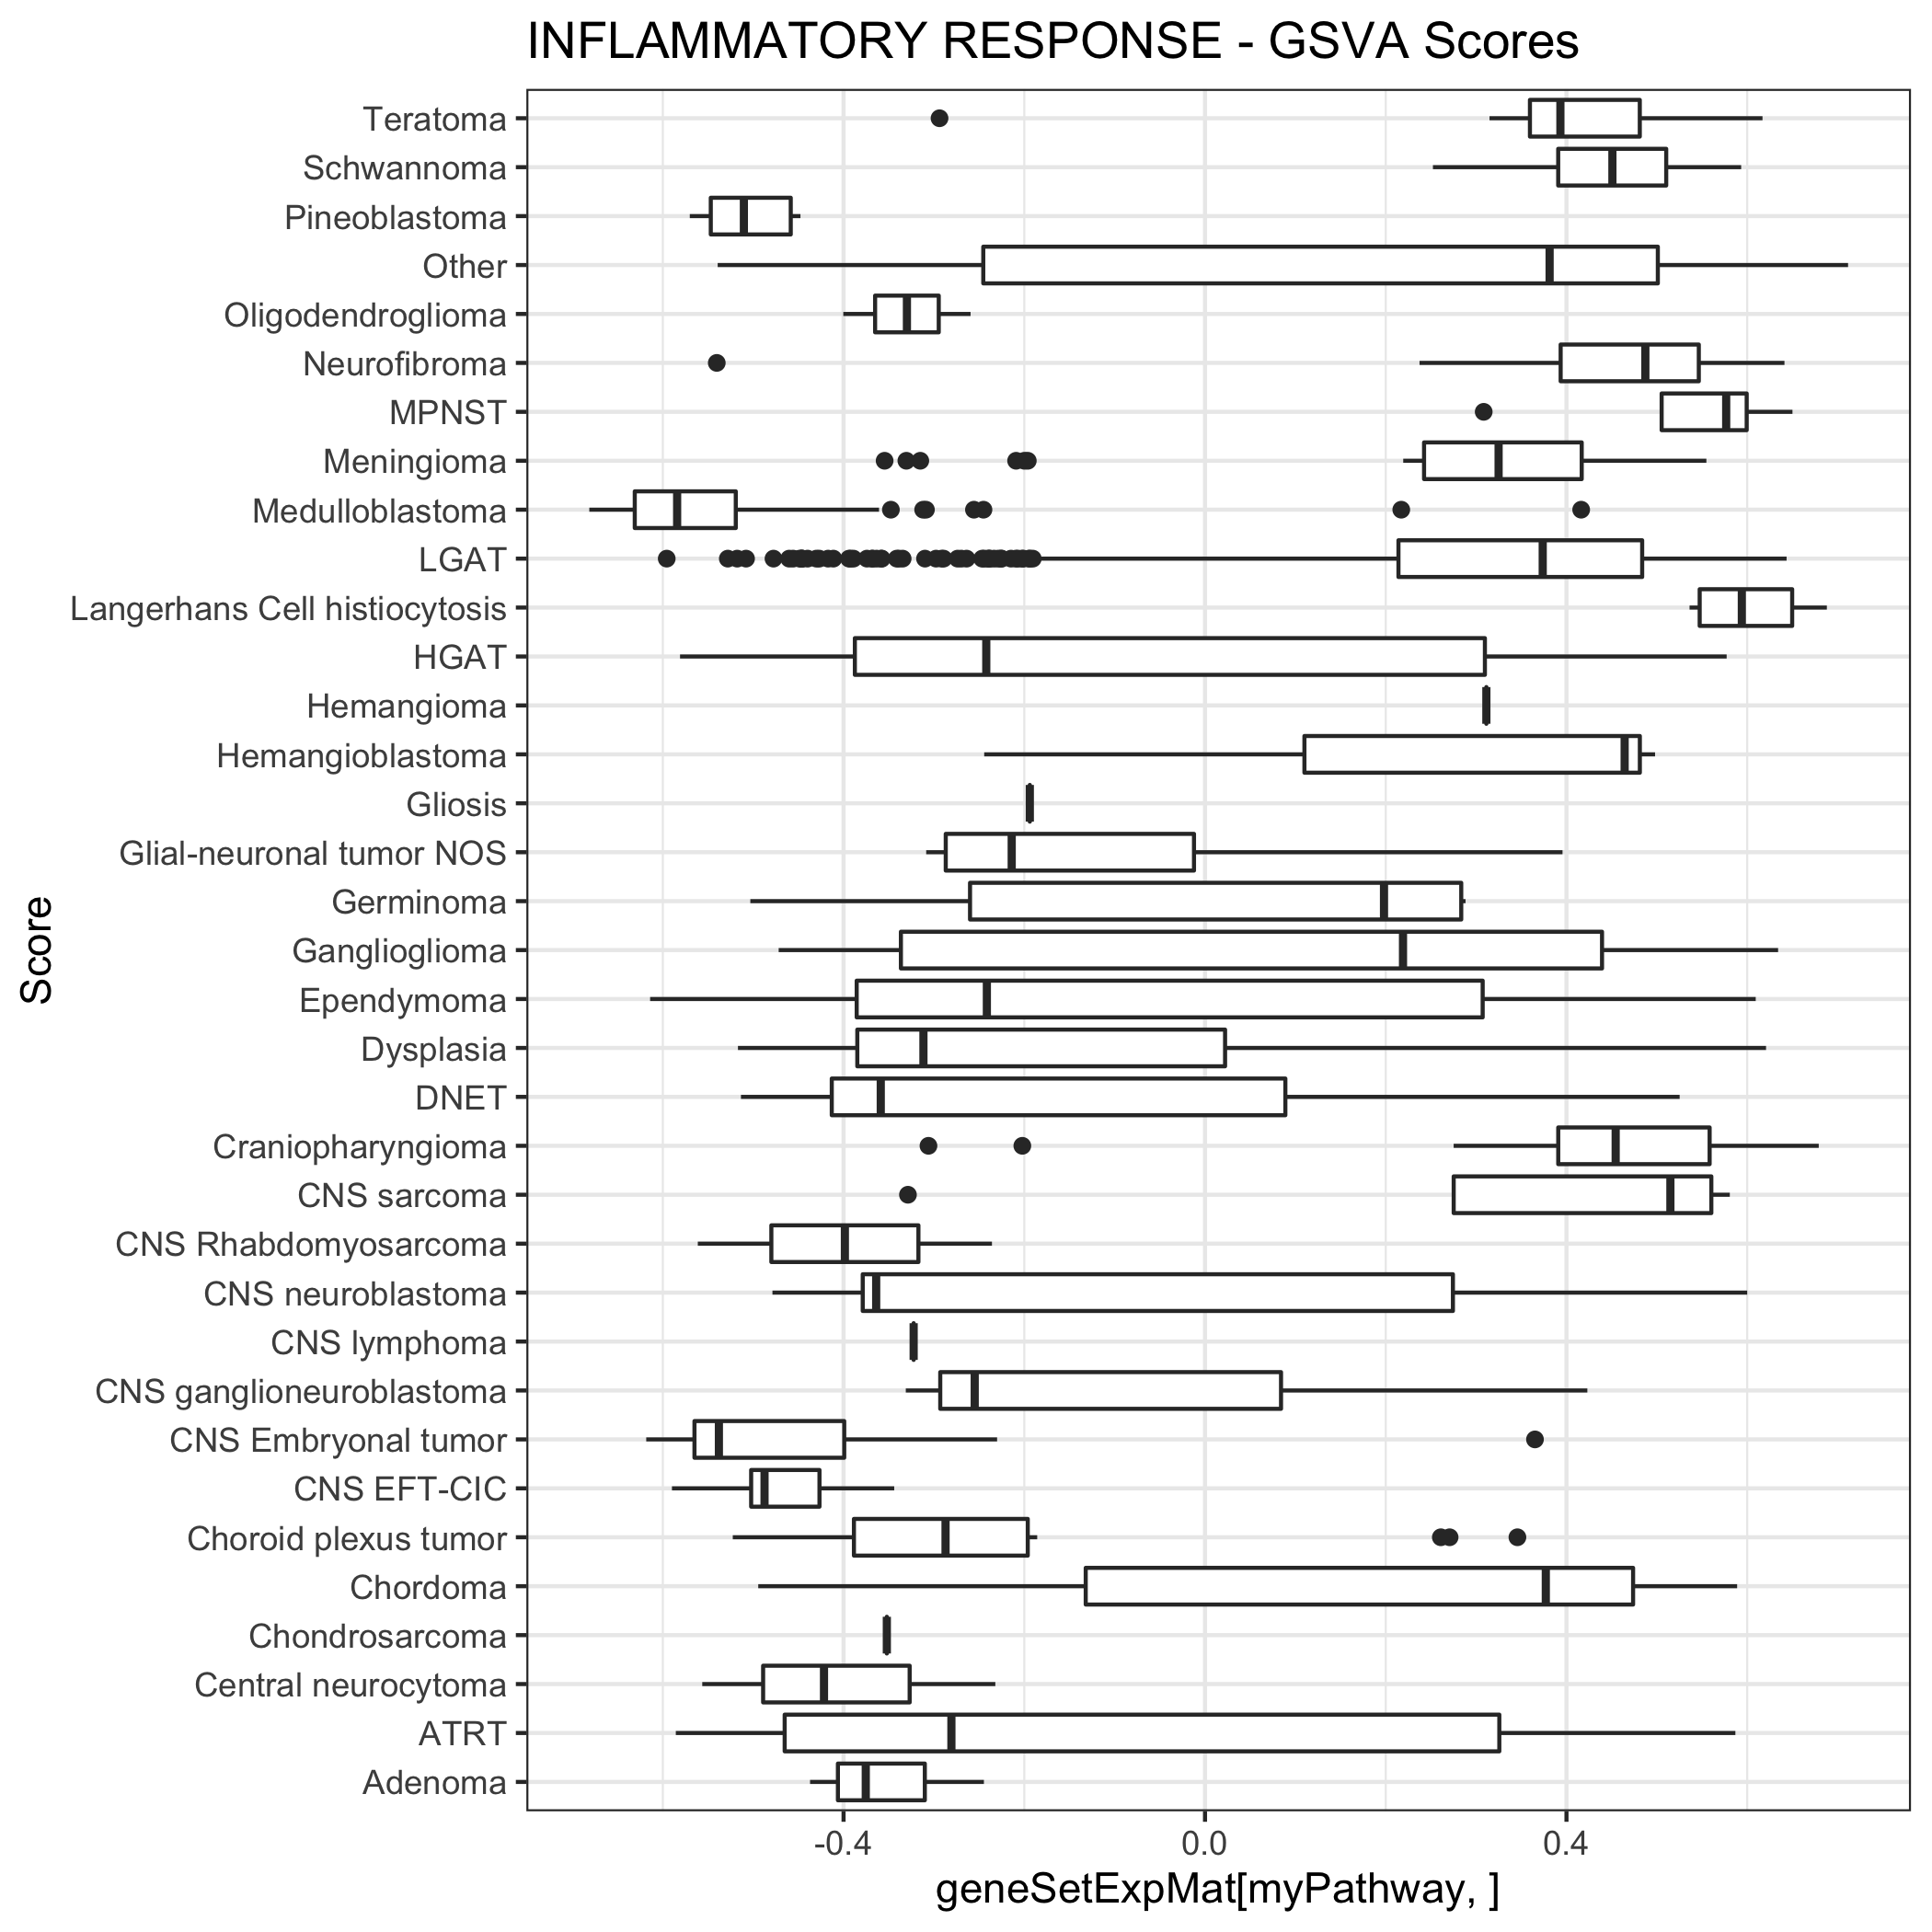 INFLAMMATORY RESPONSE - GSVA Scores
Teratoma
Schwannoma
Pineoblastoma
Other
Oligodendroglioma
Neurofibroma
MPNST
Meningioma
Medulloblastoma
LGAT
Langerhans Cell histiocytosis
HGAT
Hemangioma
Hemangioblastoma
Gliosis
Glial-neuronal tumor NOS
Germinoma
Ganglioglioma
Ependymoma
Dysplasia
DNET
Craniopharyngioma
CNS sarcoma
CNS Rhabdomyosarcoma
CNS neuroblastoma
CNS lymphoma
CNS ganglioneuroblastoma
CNS Embryonal tumor
CNS EFT-CIC
Choroid plexus tumor
Chordoma
Chondrosarcoma
Central neurocytoma
ATRT
Adenoma
Score
-0.4 0.0 0.4
geneSetExpMat[myPathway, ]